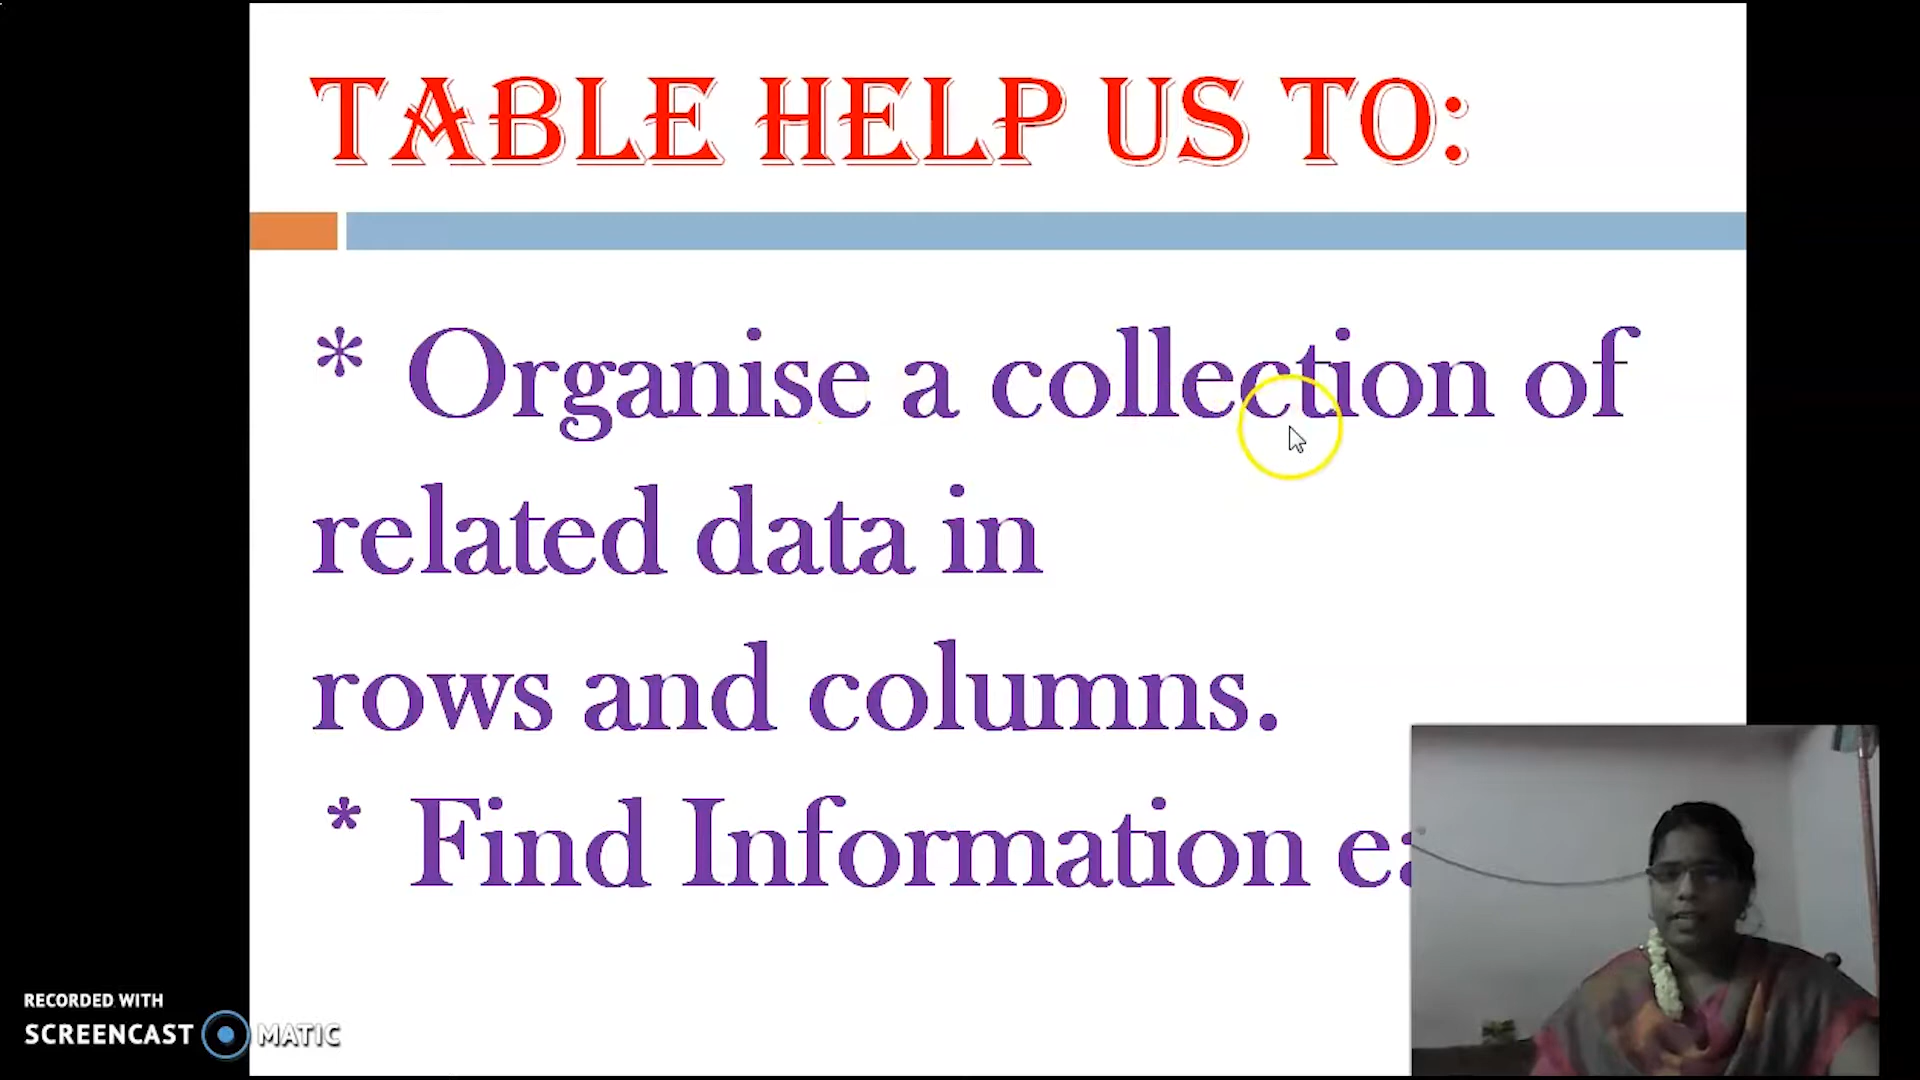 TABLE HELP US TO:
* Organise a collection of
related data in
rows and columns.
* Find Information
RECORDED WITH
SCREENCAST MATIC